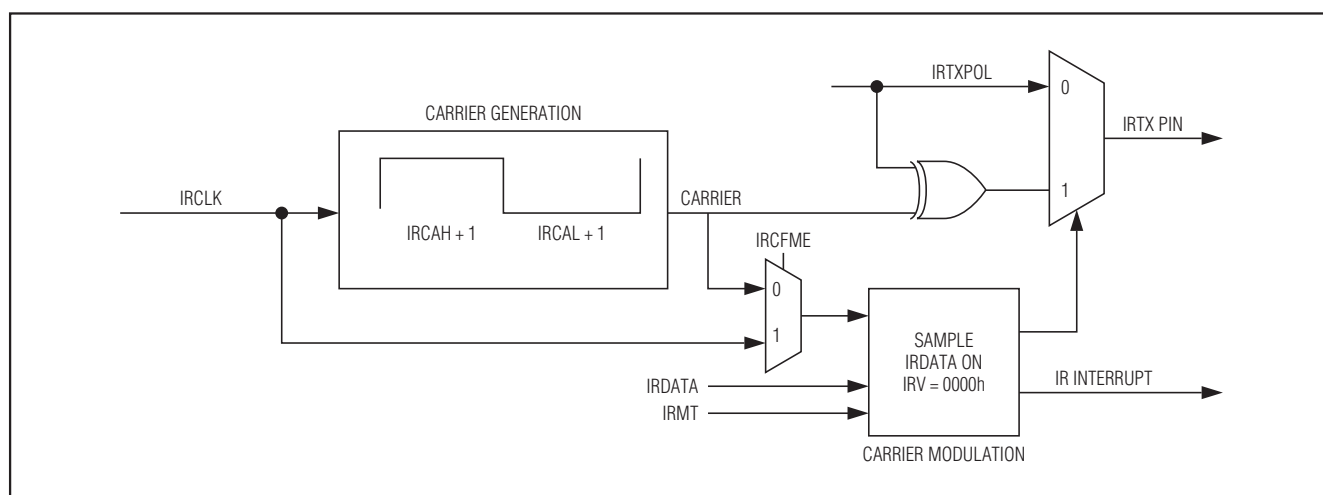 IRTXPOL
0
CARRIER GENERATION
IRTX PIN
IRCLK
CARRIER
1
IRCAH + 1
IRCAL + 1
IRCFME
0
1
SAMPLE
IRDATA ON
IRV = 0000h
IRDATA
IR INTERRUPT
IRMT
CARRIER MODULATION